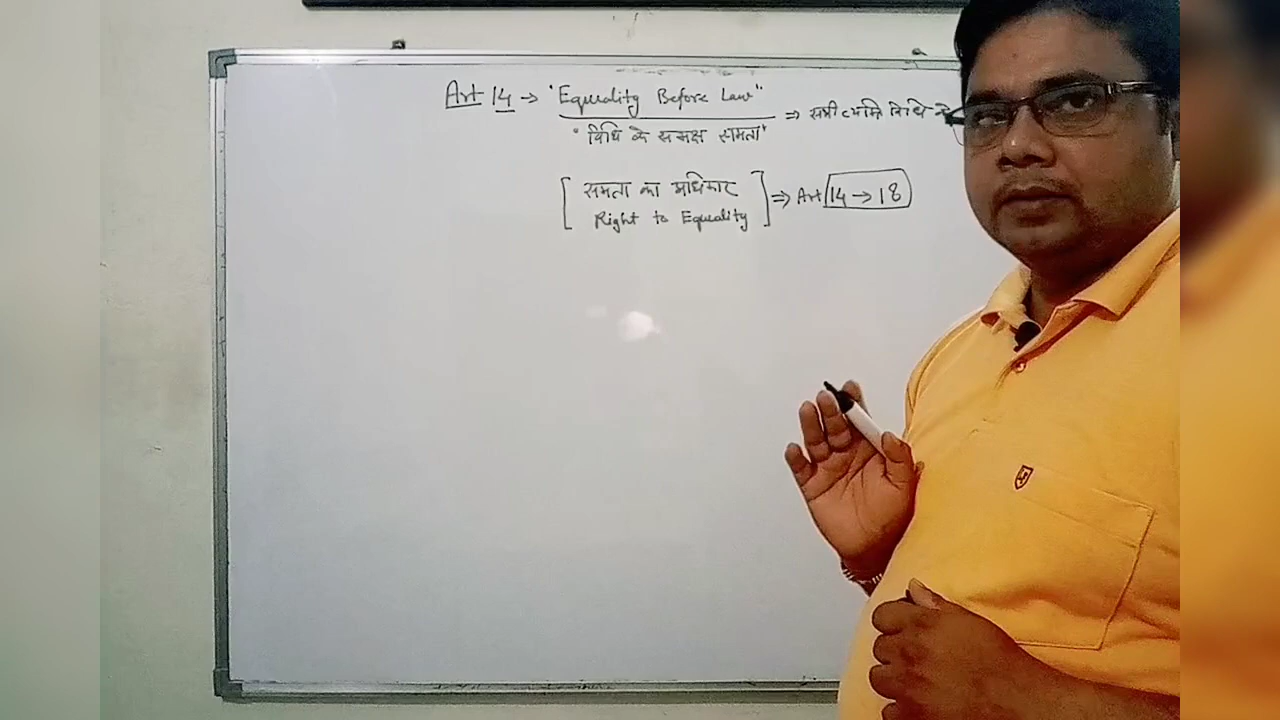 Art 14 → "Equality Before Law"
"विधि के समक्ष समता" ⇒ सभी व्यक्ति विधि के
[ समता का अधिकार ] ⇒ Art 14 → 18
Right to Equality